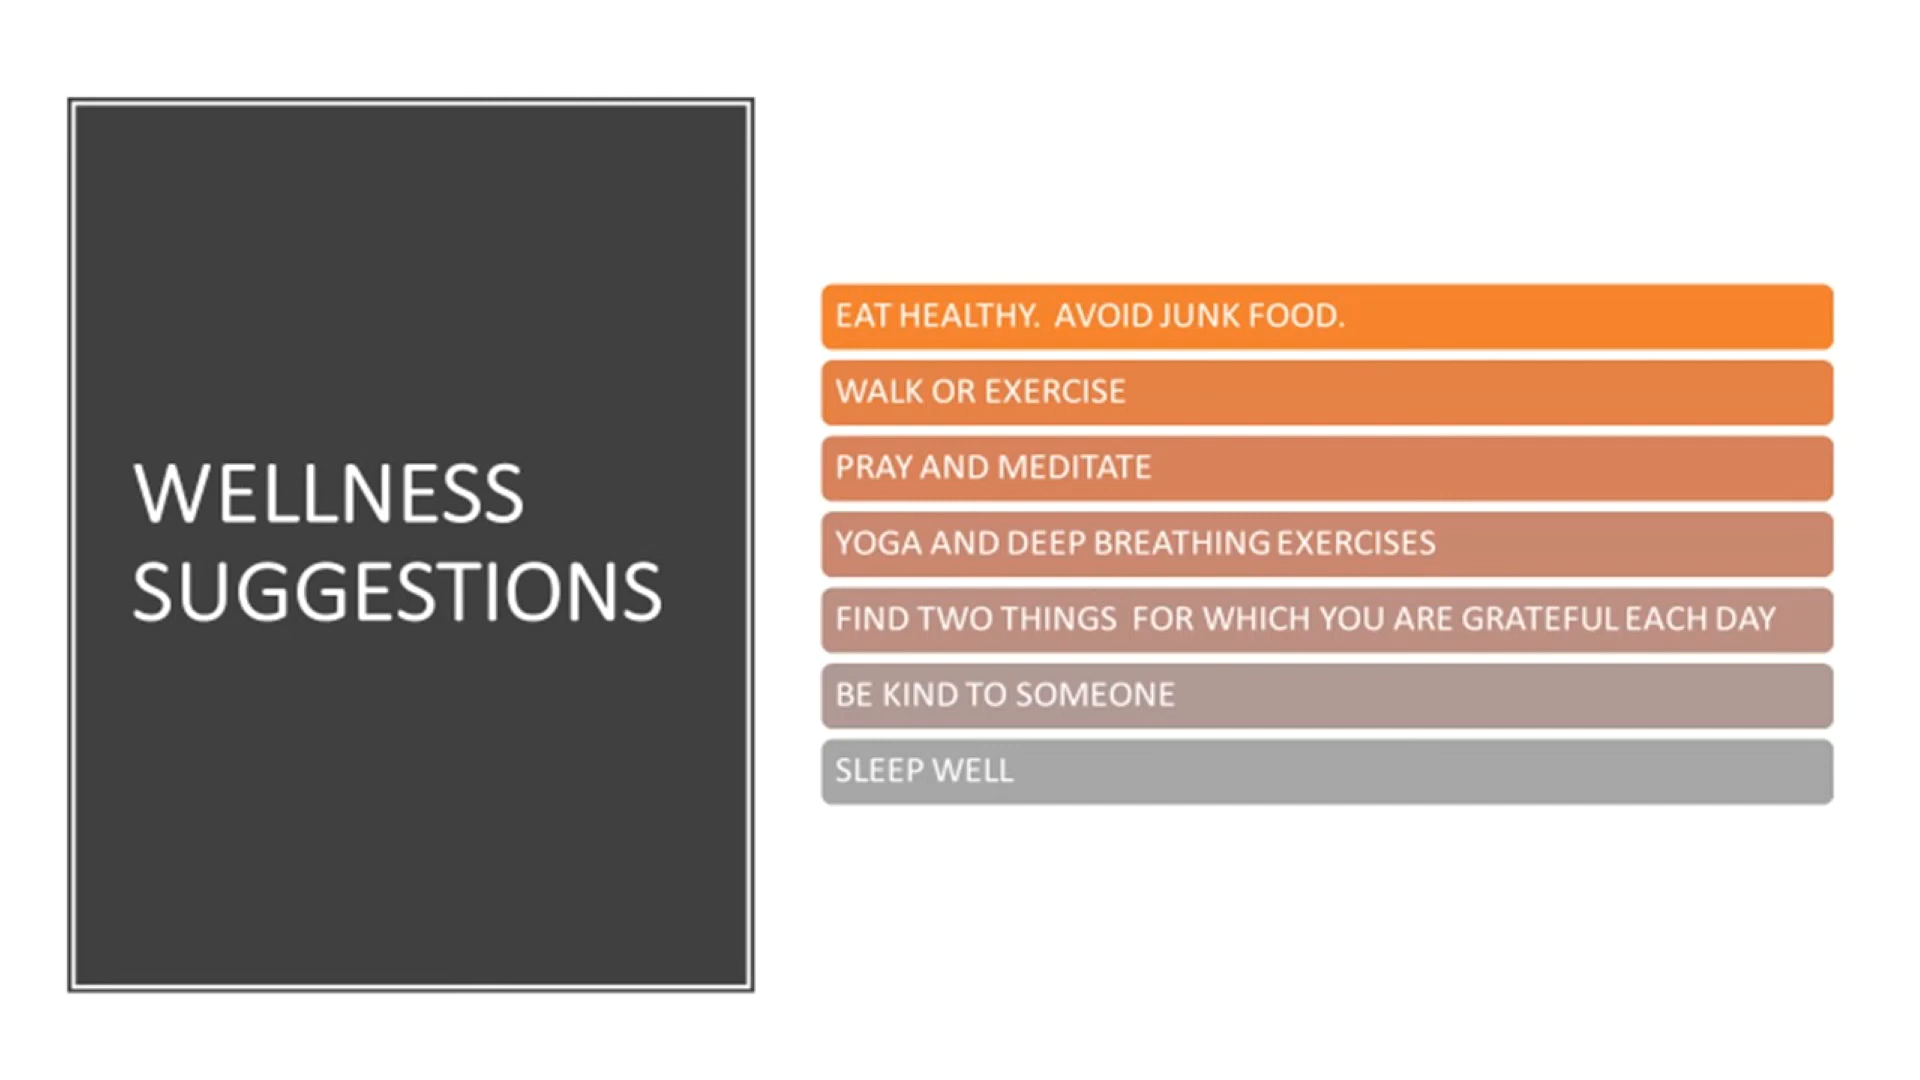 WELLNESS
SUGGESTIONS
EAT HEALTHY.  AVOID JUNK FOOD.
WALK OR EXERCISE
PRAY AND MEDITATE
YOGA AND DEEP BREATHING EXERCISES
FIND TWO THINGS  FOR WHICH YOU ARE GRATEFUL EACH DAY
BE KIND TO SOMEONE
SLEEP WELL